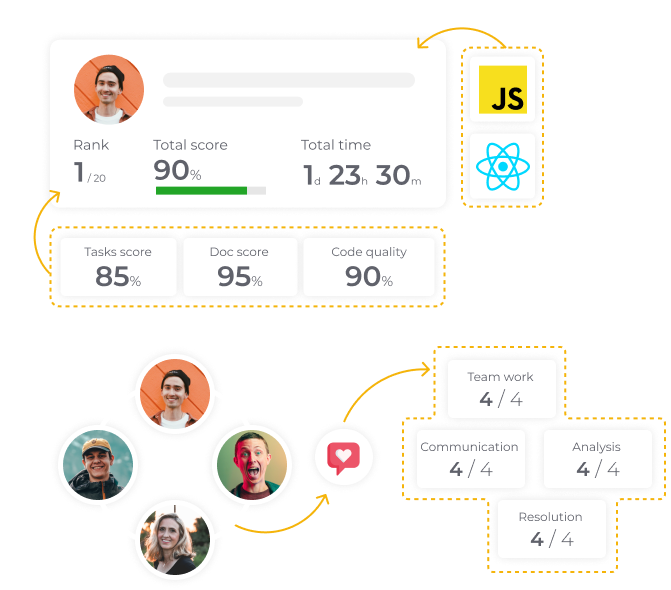 JS
Rank
Total score
Total time
1 / 20
90%
1d 23h 30m
Tasks score
Doc score
Code quality
85%
95%
90%
Team work
4 / 4
Communication
Analysis
4 / 4
4 / 4
Resolution
4 / 4